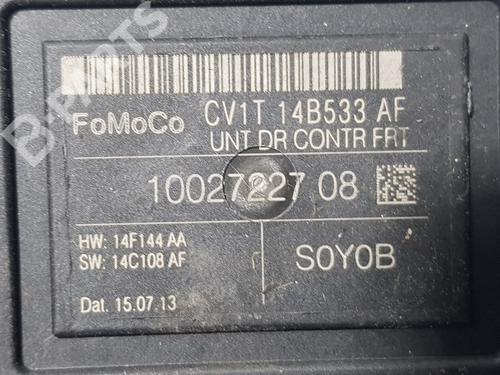 FoMoCo CV1T 14B533 AF
UNT DR CONTR FRT
10027227 08
HW: 14F144 AA
SW: 14C108 AF
S0Y0B
Dat. 15.07.13
B-PARTS